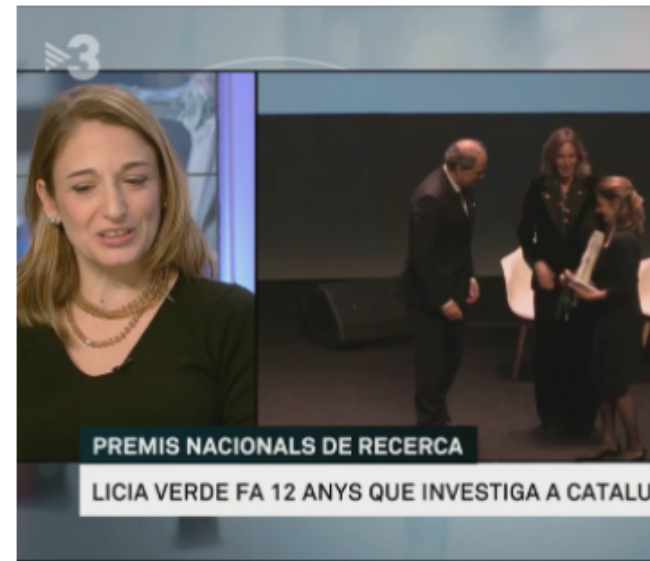 3
PREMIS NACIONALS DE RECERCA
LICIA VERDE FA 12 ANYS QUE INVESTIGA A CATALU